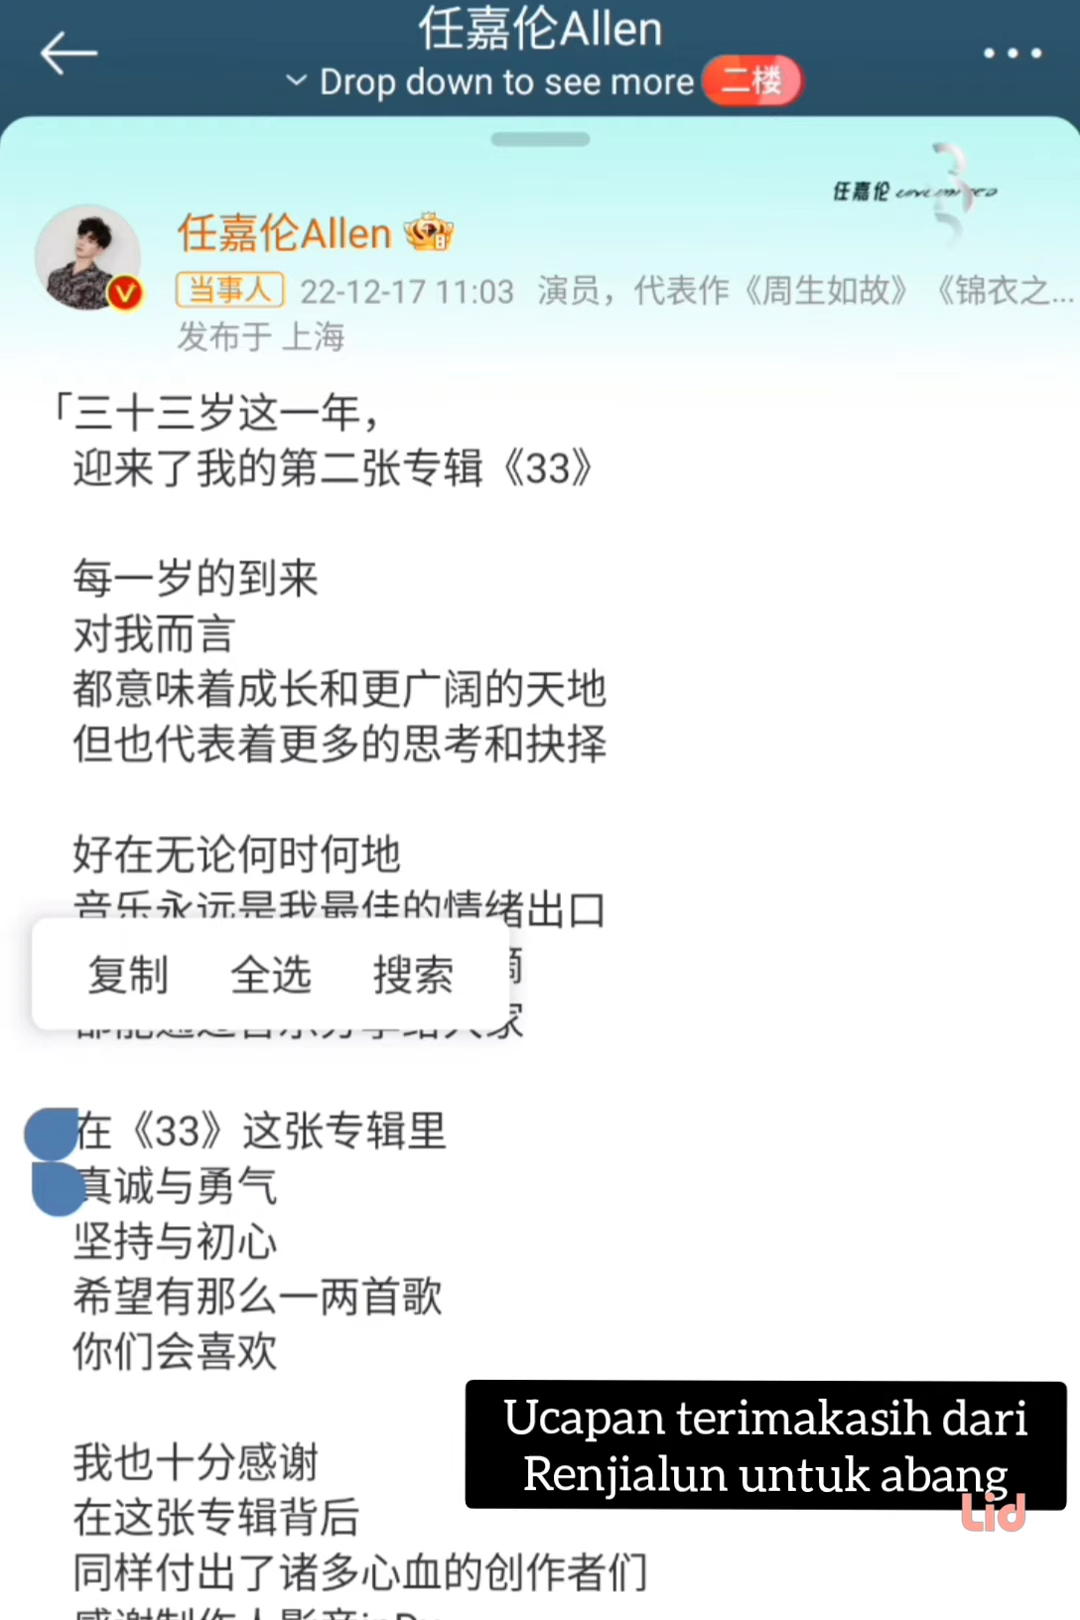 任嘉伦Allen
Drop down to see more 二楼
任嘉伦
任嘉伦Allen
当事人 22-12-17 11:03 演员，代表作《周生如故》《锦衣之...
发布于 上海
「三十三岁这一年，
迎来了我的第二张专辑《33》
每一岁的到来
对我而言
都意味着成长和更广阔的天地
但也代表着更多的思考和抉择
好在无论何时何地
音乐永远是我最佳的情绪出口
复制 全选 搜索
在《33》这张专辑里
真诚与勇气
坚持与初心
希望有那么一两首歌
你们会喜欢
我也十分感谢
在这张专辑背后
同样付出了诸多心血的创作者们
Ucapan terimakasih dari
Renjialun untuk abang
Lid